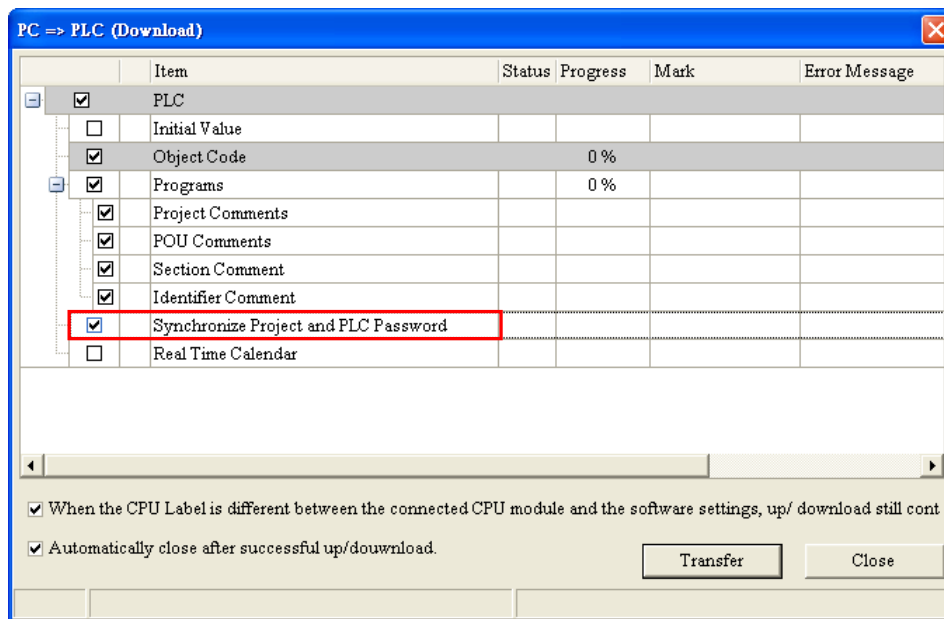 PC => PLC (Download)
Item Status Progress Mark Error Message
PLC
Initial Value
Object Code 0 %
Programs 0 %
Project Comments
POU Comments
Section Comment
Identifier Comment
Synchronize Project and PLC Password
Real Time Calendar
When the CPU Label is different between the connected CPU module and the software settings, up/ download still cont
Automatically close after successful up/douwnload.
Transfer Close